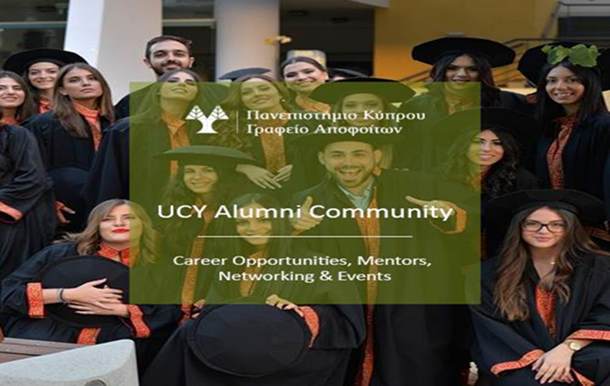 Πανεπιστήμιο Κύπρου
Γραφείο Αποφοίτων
UCY Alumni Community
Career Opportunities, Mentors,
Networking & Events